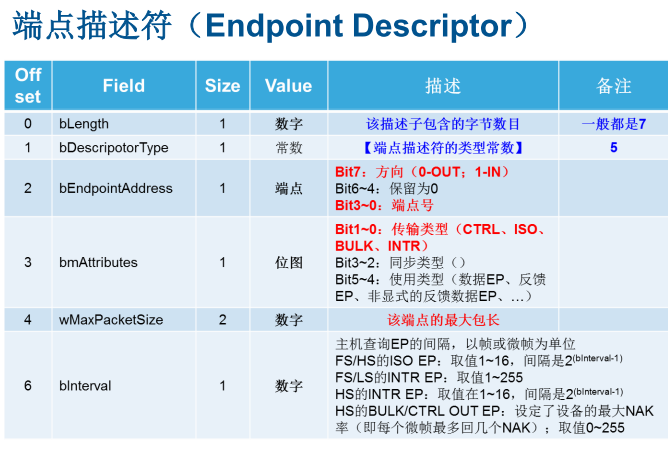 端点描述符（Endpoint Descriptor）
Off set Field Size Value 描述 备注
0 bLength 1 数字 该描述子包含的字节数目 一般都是7
1 bDescripotorType 1 常数 【端点描述符的类型常数】 5
2 bEndpointAddress 1 端点
Bit7：方向（0-OUT；1-IN）
Bit6~4：保留为0
Bit3~0：端点号
3 bmAttributes 1 位图
Bit1~0：传输类型（CTRL、ISO、
BULK、INTR）
Bit3~2：同步类型（）
Bit5~4：使用类型（数据EP、反馈
EP、非显式的反馈数据EP、…）
4 wMaxPacketSize 2 数字 该端点的最大包长
6 bInterval 1 数字
主机查询EP的间隔，以帧或微帧为单位
FS/HS的ISO EP：取值1~16，间隔是2(bInterval-1)
FS/LS的INTR EP：取值1~255
HS的INTR EP：取值在1~16，间隔是2(bInterval-1)
HS的BULK/CTRL OUT EP：设定了设备的最大NAK
率（即每个微帧最多回几个NAK）；取值0~255